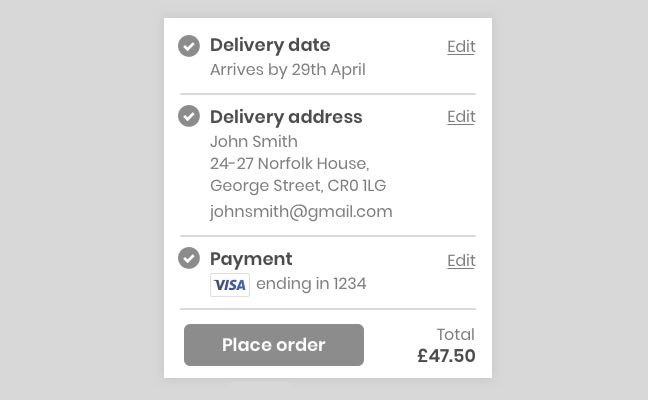 Delivery date
Edit
Arrives by 29th April
Delivery address
Edit
John Smith
24-27 Norfolk House,
George Street, CR0 1LG
johnsmith@gmail.com
Payment
Edit
VISA ending in 1234
Place order
Total
£47.50